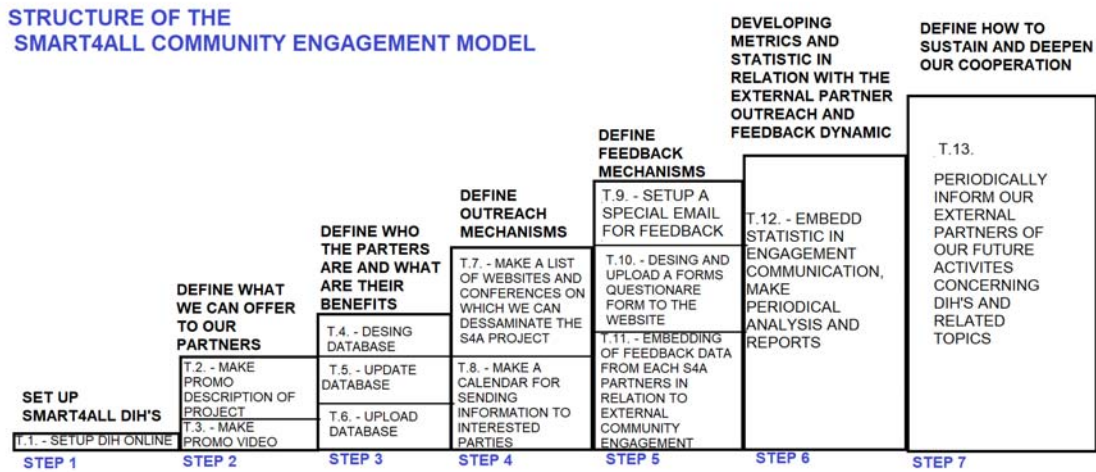 STRUCTURE OF THE
SMART4ALL COMMUNITY ENGAGEMENT MODEL
SET UP
SMART4ALL DIH'S
T.1. - SETUP DIH ONLINE
STEP 1
DEFINE WHAT
WE CAN OFFER
TO OUR
PARTNERS
T.2. - MAKE
PROMO
DESCRIPTION OF
PROJECT
T.3. - MAKE
PROMO VIDEO
STEP 2
DEFINE WHO
THE PARTERS
ARE AND WHAT
ARE THEIR
BENEFITS
T.4. - DESING
DATABASE
T.5. - UPDATE
DATABASE
T.6. - UPLOAD
DATABASE
STEP 3
DEFINE
OUTREACH
MECHANISMS
T.7. - MAKE A LIST
OF WEBSITES AND
CONFERENCES ON
WHICH WE CAN
DESSAMINATE THE
S4A PROJECT
T.8. - MAKE A
CALENDAR FOR
SENDING
INFORMATION TO
INTERESTED
PARTIES
STEP 4
DEFINE
FEEDBACK
MECHANISMS
T.9. - SETUP A
SPECIAL EMAIL
FOR FEEDBACK
T.10. - DESING AND
UPLOAD A FORMS
QUESTIONARE
FORM TO THE
WEBSITE
T.11. - EMBEDDING
OF FEEDBACK DATA
FROM EACH S4A
PARTNERS IN
RELATION TO
EXTERNAL
COMMUNITY
ENGAGEMENT
STEP 5
DEVELOPING
METRICS AND
STATISTIC IN
RELATION WITH THE
EXTERNAL PARTNER
OUTREACH AND
FEEDBACK DYNAMIC
T.12. - EMBEDD
STATISTIC IN
ENGAGEMENT
COMMUNICATION,
MAKE
PERIODICAL
ANALYSIS AND
REPORTS
STEP 6
DEFINE HOW TO
SUSTAIN AND DEEPEN
OUR COOPERATION
T.13.
PERIODICALLY
INFORM OUR
EXTERNAL
PARTNERS OF
OUR FUTURE
ACTIVITES
CONCERNING
DIH'S AND
RELATED
TOPICS
STEP 7